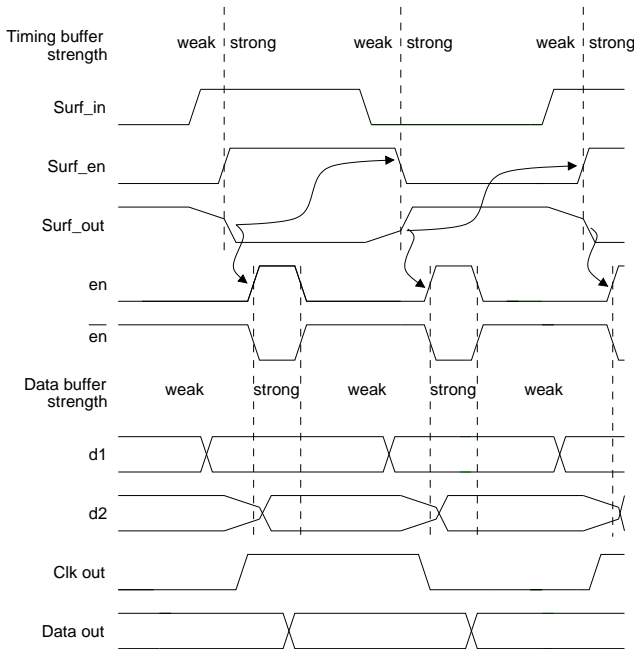 Timing buffer
strength
weak strong weak strong weak strong
Surf_in
Surf_en
Surf_out
en
en
Data buffer
strength
weak strong weak strong weak
d1
d2
Clk out
Data out